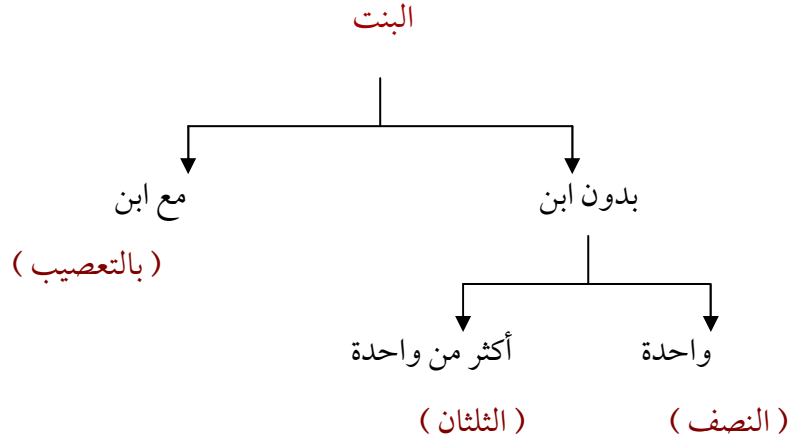 البنت
بدون ابن
مع ابن
(بالتعصيب)
واحدة
أكثر من واحدة
(النصف)
(الثلثان)